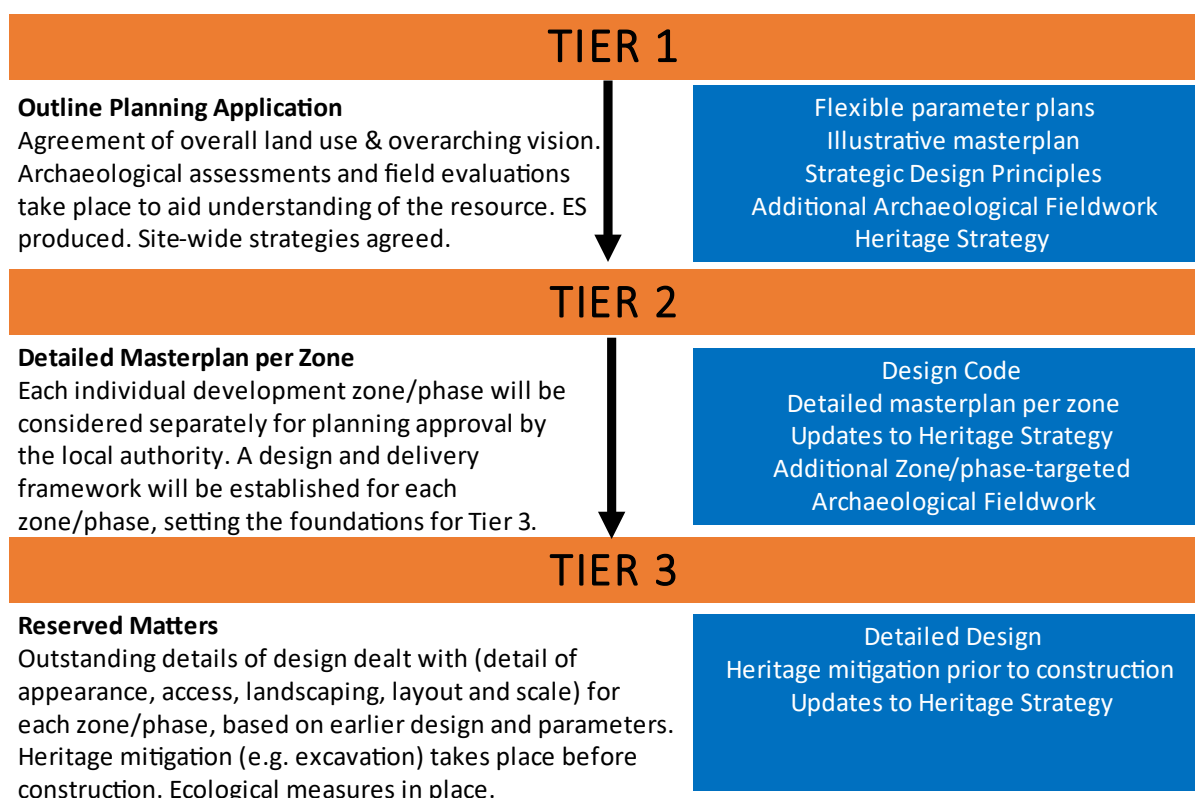 TIER 1
Outline Planning Application
Agreement of overall land use & overarching vision.
Archaeological assessments and field evaluations
take place to aid understanding of the resource. ES
produced. Site-wide strategies agreed.
Flexible parameter plans
Illustrative masterplan
Strategic Design Principles
Additional Archaeological Fieldwork
Heritage Strategy
TIER 2
Detailed Masterplan per Zone
Each individual development zone/phase will be
considered separately for planning approval by
the local authority. A design and delivery
framework will be established for each
zone/phase, setting the foundations for Tier 3.
Design Code
Detailed masterplan per zone
Updates to Heritage Strategy
Additional Zone/phase-targeted
Archaeological Fieldwork
TIER 3
Reserved Matters
Outstanding details of design dealt with (detail of
appearance, access, landscaping, layout and scale) for
each zone/phase, based on earlier design and parameters.
Heritage mitigation (e.g. excavation) takes place before
construction. Ecological measures in place.
Detailed Design
Heritage mitigation prior to construction
Updates to Heritage Strategy